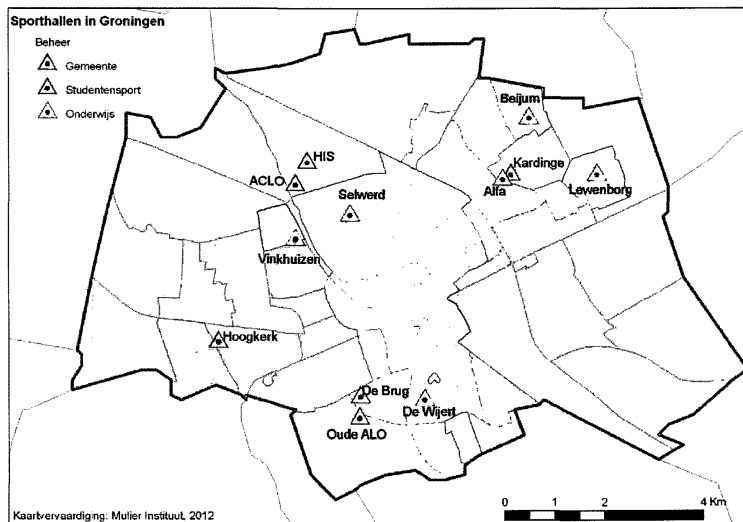 Sporthallen in Groningen
Beheer
Gemeente
Studentensport
Onderwijs
Beijum
HIS
Kardinge
ACLO
Alfa
Lewenborg
Selwerd
Vinkhuizen
Hoogkerk
De Brug
De Wijert
Oude ALO
0 1 2 4 Km
Kaartvervaardiging: Mulier Instituut, 2012